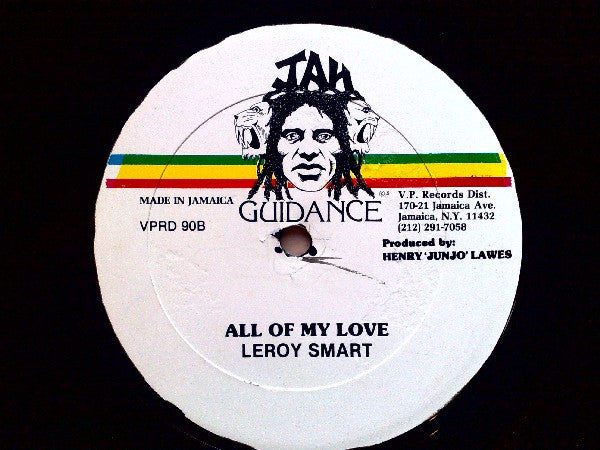 JAH
GUIDANCE
MADE IN JAMAICA
VPRD 90B
V.P. Records Dist.
170-21 Jamaica Ave.
Jamaica, N.Y. 11432
(212) 291-7058
Produced by:
HENRY 'JUNJO' LAWES
ALL OF MY LOVE
LEROY SMART